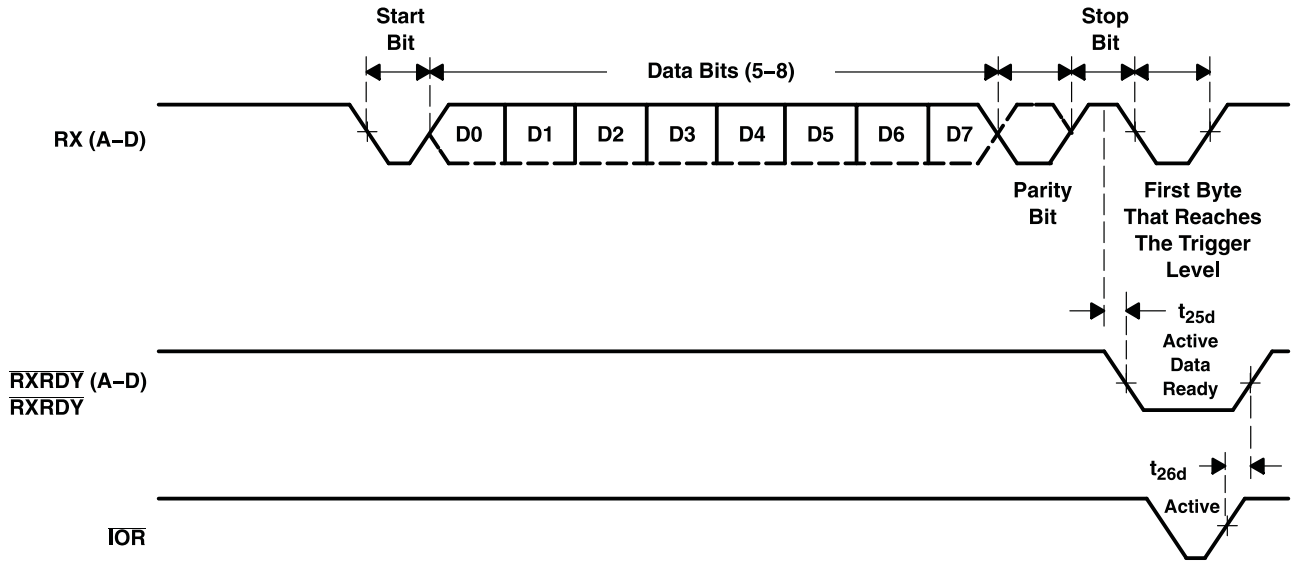 Start
Bit
Stop
Bit
Data Bits (5–8)
RX (A–D)
D0 D1 D2 D3 D4 D5 D6 D7
Parity
Bit
First Byte
That Reaches
The Trigger
Level
t25d
RXRDY (A–D)
RXRDY
Active
Data
Ready
t26d
IOR
Active